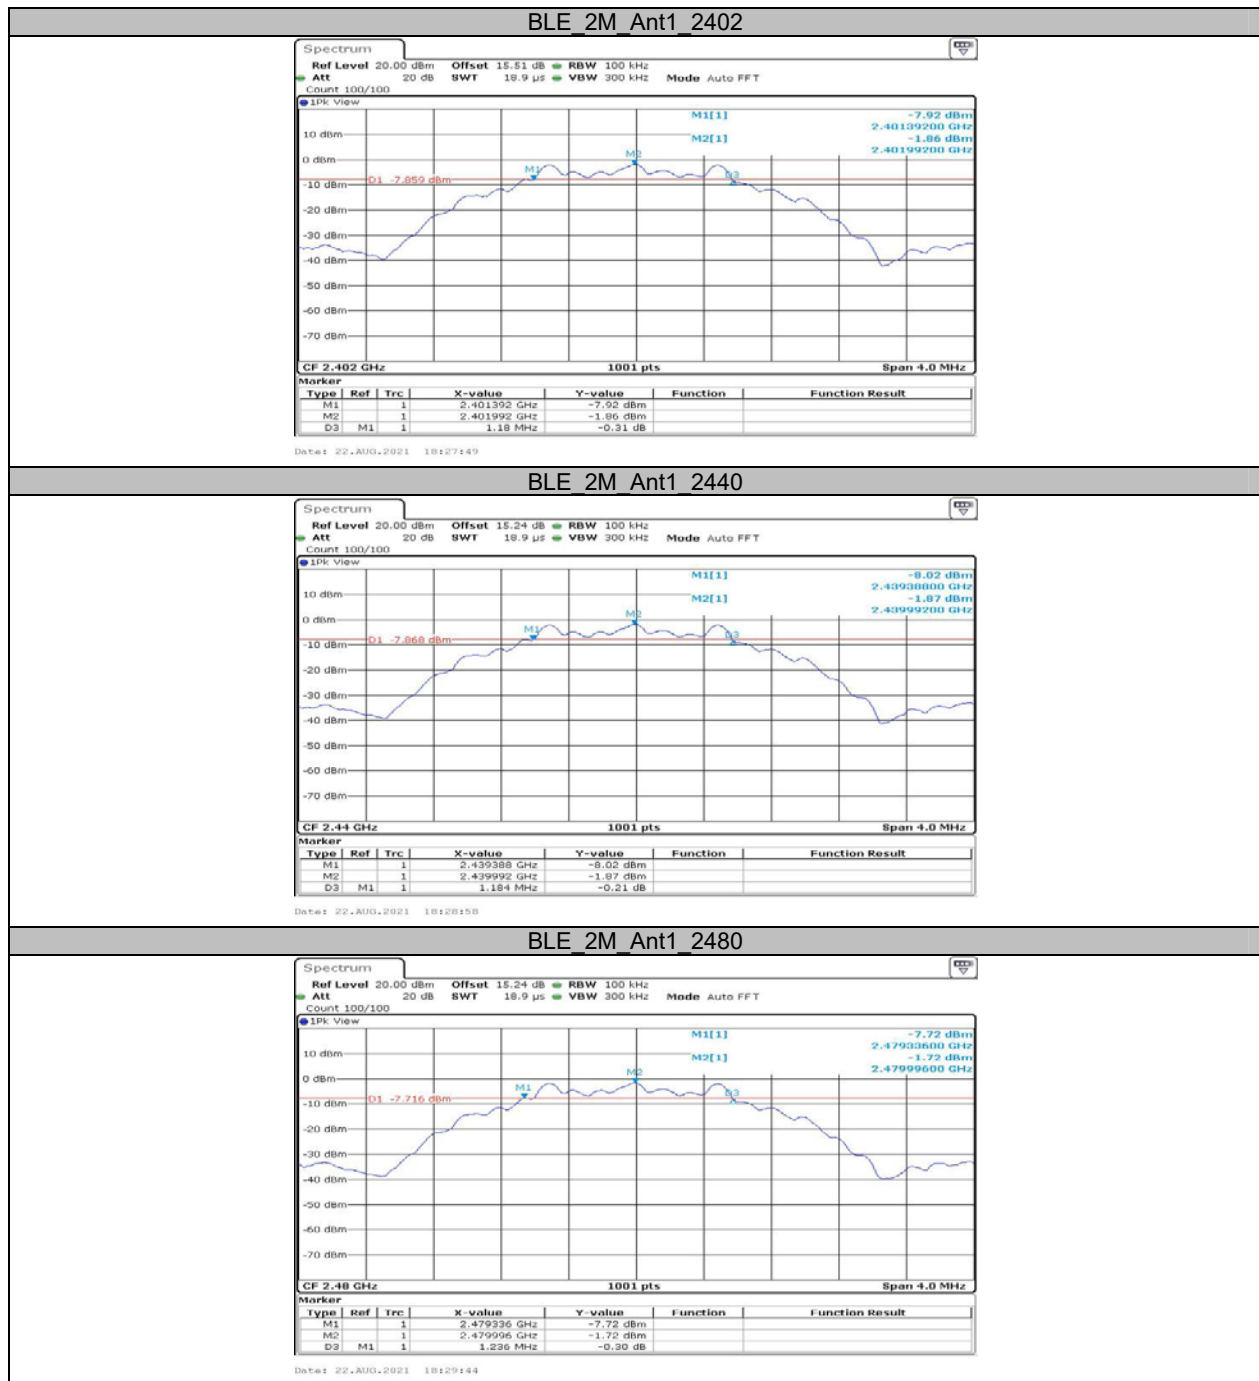 BLE_2M_Ant1_2402
Spectrum
Ref Level 20.00 dBm Offset 15.51 dB RBW 100 kHz
Att 20 dB SWT 18.9 µs VBW 300 kHz Mode Auto FFT
Count 100/100
1Pk View
M1[1] -7.92 dBm
2.40139200 GHz
10 dBm M2[1] -1.86 dBm
2.40199200 GHz
0 dBm M1 M2 D3
-10 dBm D1 -7.859 dBm
-20 dBm
-30 dBm
-40 dBm
-50 dBm
-60 dBm
-70 dBm
CF 2.402 GHz 1001 pts Span 4.0 MHz
Marker
Type Ref Trc X-value Y-value Function Function Result
M1 1 2.401392 GHz -7.92 dBm
M2 1 2.401992 GHz -1.86 dBm
D3 M1 1 1.18 MHz -0.31 dB
Date: 22.AUG.2021 18:27:49
BLE_2M_Ant1_2440
Spectrum
Ref Level 20.00 dBm Offset 15.24 dB RBW 100 kHz
Att 20 dB SWT 18.9 µs VBW 300 kHz Mode Auto FFT
Count 100/100
1Pk View
M1[1] -8.02 dBm
2.43938800 GHz
10 dBm M2[1] -1.87 dBm
2.43999200 GHz
0 dBm M1 M2 D3
-10 dBm D1 -7.868 dBm
-20 dBm
-30 dBm
-40 dBm
-50 dBm
-60 dBm
-70 dBm
CF 2.44 GHz 1001 pts Span 4.0 MHz
Marker
Type Ref Trc X-value Y-value Function Function Result
M1 1 2.439388 GHz -8.02 dBm
M2 1 2.439992 GHz -1.87 dBm
D3 M1 1 1.184 MHz -0.21 dB
Date: 22.AUG.2021 18:28:58
BLE_2M_Ant1_2480
Spectrum
Ref Level 20.00 dBm Offset 15.24 dB RBW 100 kHz
Att 20 dB SWT 18.9 µs VBW 300 kHz Mode Auto FFT
Count 100/100
1Pk View
M1[1] -7.72 dBm
2.47933600 GHz
10 dBm M2[1] -1.72 dBm
2.47999600 GHz
0 dBm M1 M2 D3
-10 dBm D1 -7.716 dBm
-20 dBm
-30 dBm
-40 dBm
-50 dBm
-60 dBm
-70 dBm
CF 2.48 GHz 1001 pts Span 4.0 MHz
Marker
Type Ref Trc X-value Y-value Function Function Result
M1 1 2.479336 GHz -7.72 dBm
M2 1 2.479996 GHz -1.72 dBm
D3 M1 1 1.236 MHz -0.30 dB
Date: 22.AUG.2021 18:29:44